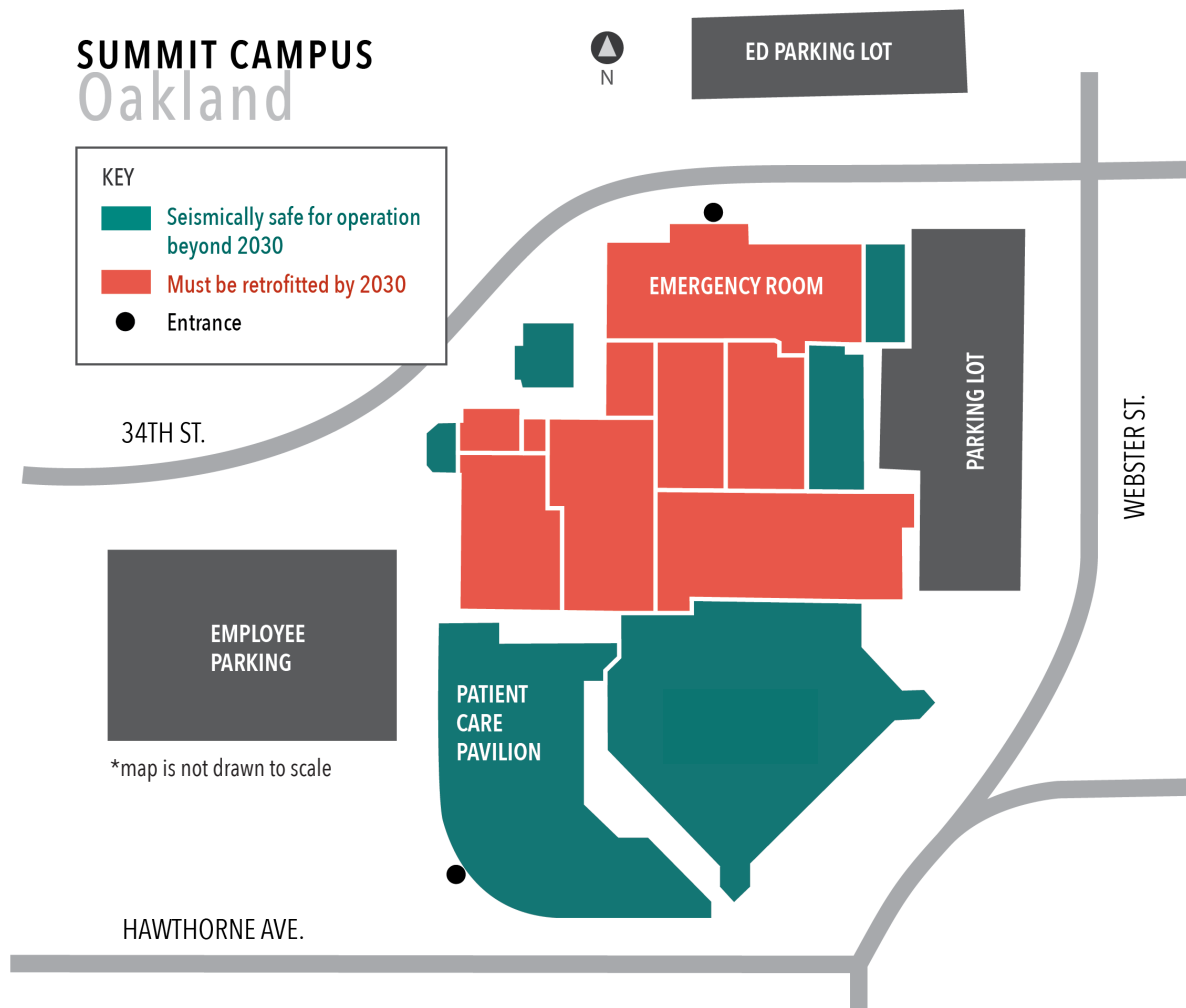 SUMMIT CAMPUS
Oakland
N
ED PARKING LOT
KEY
Seismically safe for operation
beyond 2030
Must be retrofitted by 2030
Entrance
EMERGENCY ROOM
PARKING LOT
WEBSTER ST.
34TH ST.
EMPLOYEE
PARKING
PATIENT
CARE
PAVILION
*map is not drawn to scale
HAWTHORNE AVE.